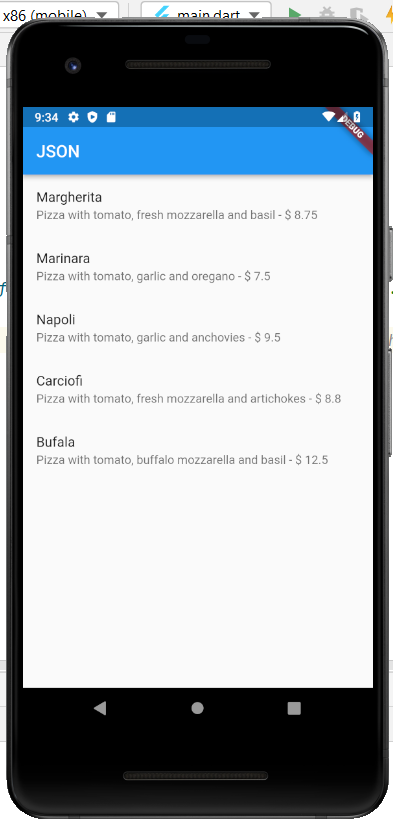 x86 (mobile)
main.dart
9:34
DEBUG
JSON
Margherita
Pizza with tomato, fresh mozzarella and basil - $ 8.75
Marinara
Pizza with tomato, garlic and oregano - $ 7.5
Napoli
Pizza with tomato, garlic and anchovies - $ 9.5
Carciofi
Pizza with tomato, fresh mozzarella and artichokes - $ 8.8
Bufala
Pizza with tomato, buffalo mozzarella and basil - $ 12.5